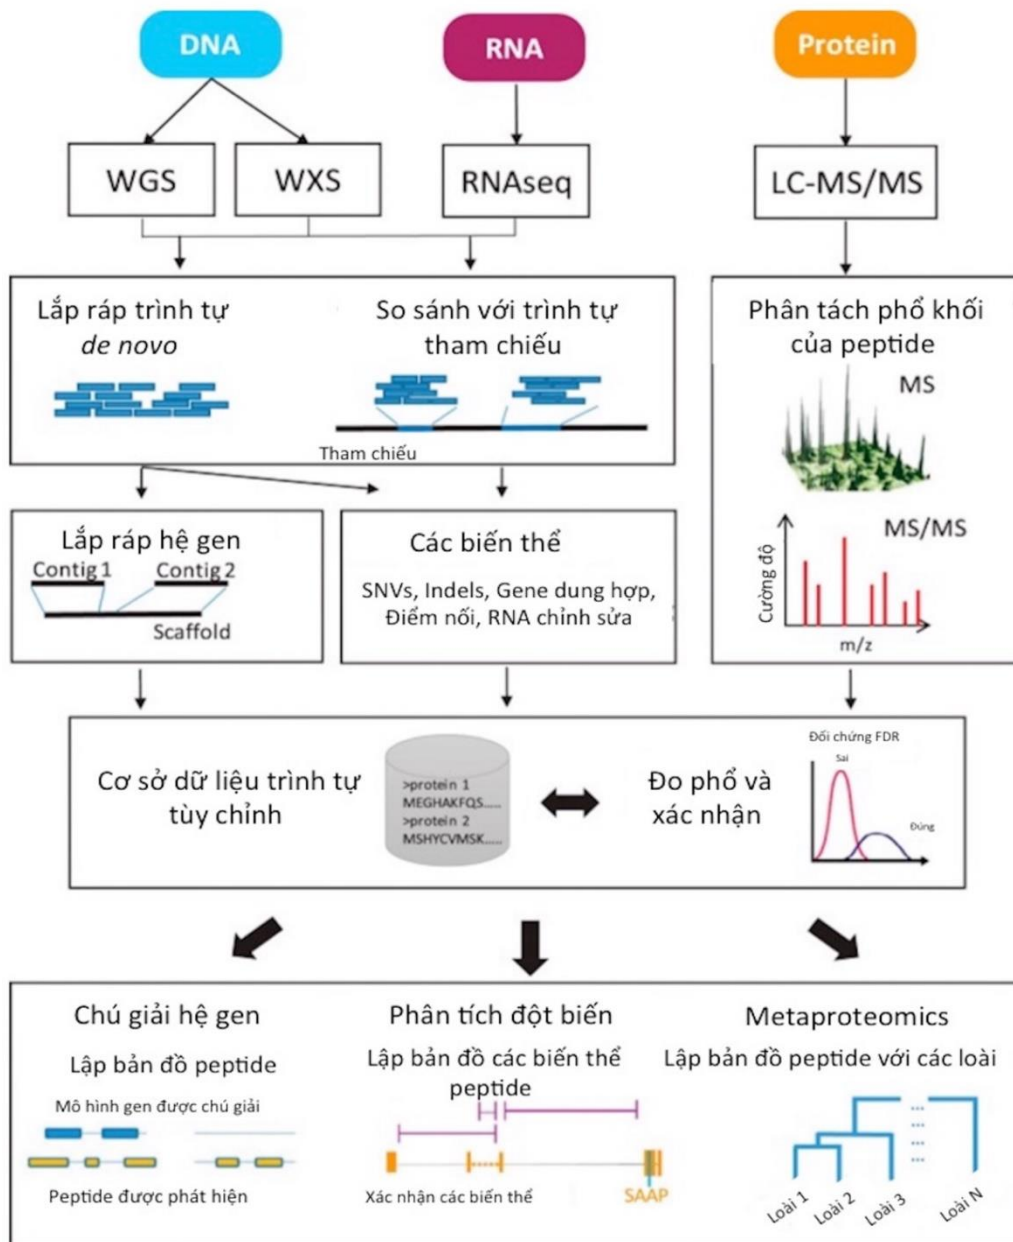 DNA
RNA
Protein
WGS
WXS
RNAseq
LC-MS/MS
Lắp ráp trình tự
de novo
So sánh với trình tự
tham chiếu
Tham chiếu
Phân tách phổ khối
của peptide
MS
MS/MS
Cường độ
m/z
Lắp ráp hệ gen
Contig 1
Contig 2
Scaffold
Các biến thể
SNVs, Indels, Gene dung hợp,
Điểm nối, RNA chỉnh sửa
Cơ sở dữ liệu trình tự
tùy chỉnh
>protein 1
MEGHAKFQS.....
>protein 2
MSHYCVMSK.....
Đo phổ và
xác nhận
Đối chứng FDR
Sai
Đúng
Chú giải hệ gen
Lập bản đồ peptide
Mô hình gen được chú giải
Peptide được phát hiện
Phân tích đột biến
Lập bản đồ các biến thể
peptide
Xác nhận các biến thể
SAAP
Metaproteomics
Lập bản đồ peptide với các loài
...
...
...
...
Loài 1
Loài 2
Loài 3
Loài N